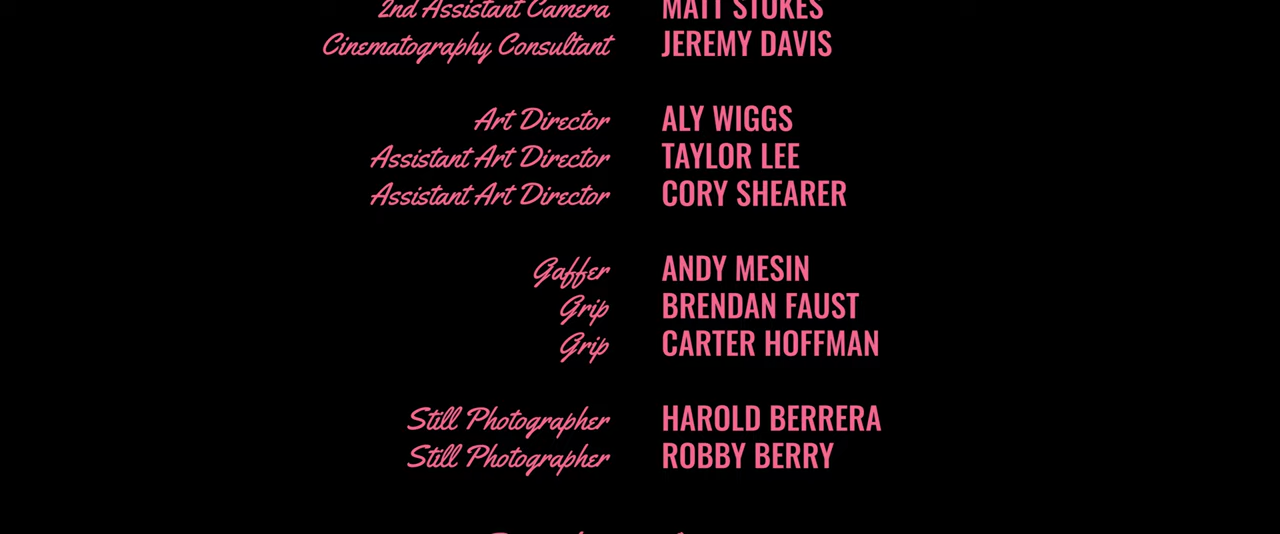 2nd Assistant Camera MATT STOKES
Cinematography Consultant JEREMY DAVIS
Art Director ALY WIGGS
Assistant Art Director TAYLOR LEE
Assistant Art Director CORY SHEARER
Gaffer ANDY MESIN
Grip BRENDAN FAUST
Grip CARTER HOFFMAN
Still Photographer HAROLD BERRERA
Still Photographer ROBBY BERRY